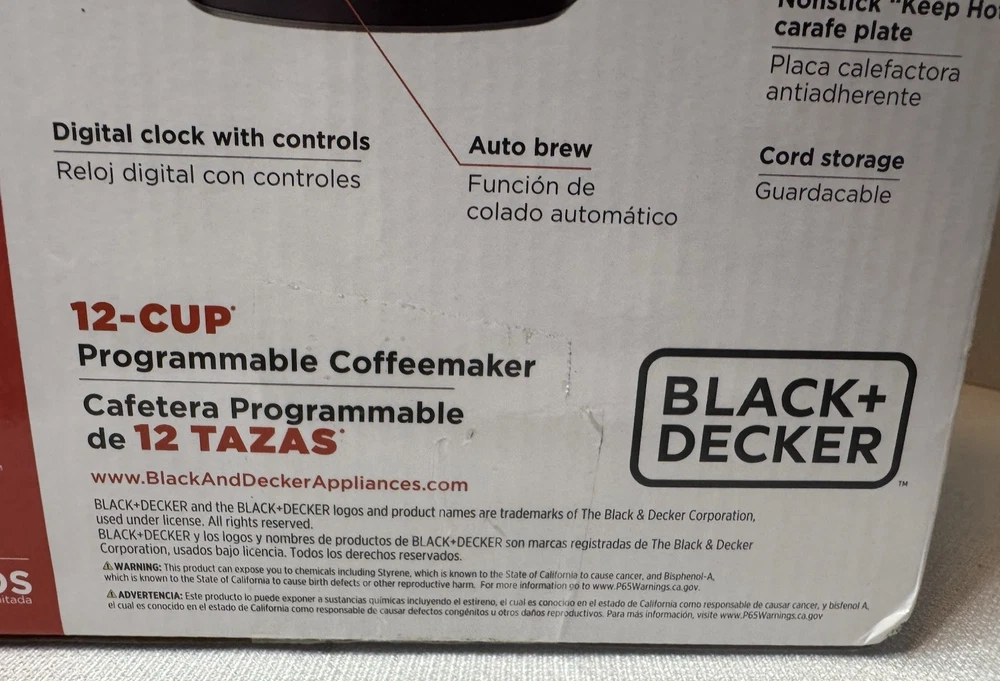 Nonstick "Keep Ho
carafe plate
Placa calefactora
antiadherente
Digital clock with controls
Reloj digital con controles
Auto brew
Función de
colado automático
Cord storage
Guardacable
12-CUP*
Programmable Coffeemaker
Cafetera Programmable
de 12 TAZAS*
www.BlackAndDeckerAppliances.com
BLACK+
DECKER
™
BLACK+DECKER and the BLACK+DECKER logos and product names are trademarks of The Black & Decker Corporation,
used under license. All rights reserved.
BLACK+DECKER y los logos y nombres de productos de BLACK+DECKER son marcas registradas de The Black & Decker
Corporation, usados bajo licencia. Todos los derechos reservados.
⚠WARNING: This product can expose you to chemicals including Styrene, which is known to the State of California to cause cancer, and Bisphenol-A,
which is known to the State of California to cause birth defects or other reproductive harm. For more information go to www.P65Warnings.ca.gov.
⚠ADVERTENCIA: Este producto lo puede exponer a sustancias químicas incluyendo el estireno, el cual es conocido en el estado de California como responsable de causar cancer, y bisfenol A,
el cual es conocido en el estado de California como responsable de causar defectos congénitos u otros daños reproductivos. Para más información, visite www.P65Warnings.ca.gov
OS
itada